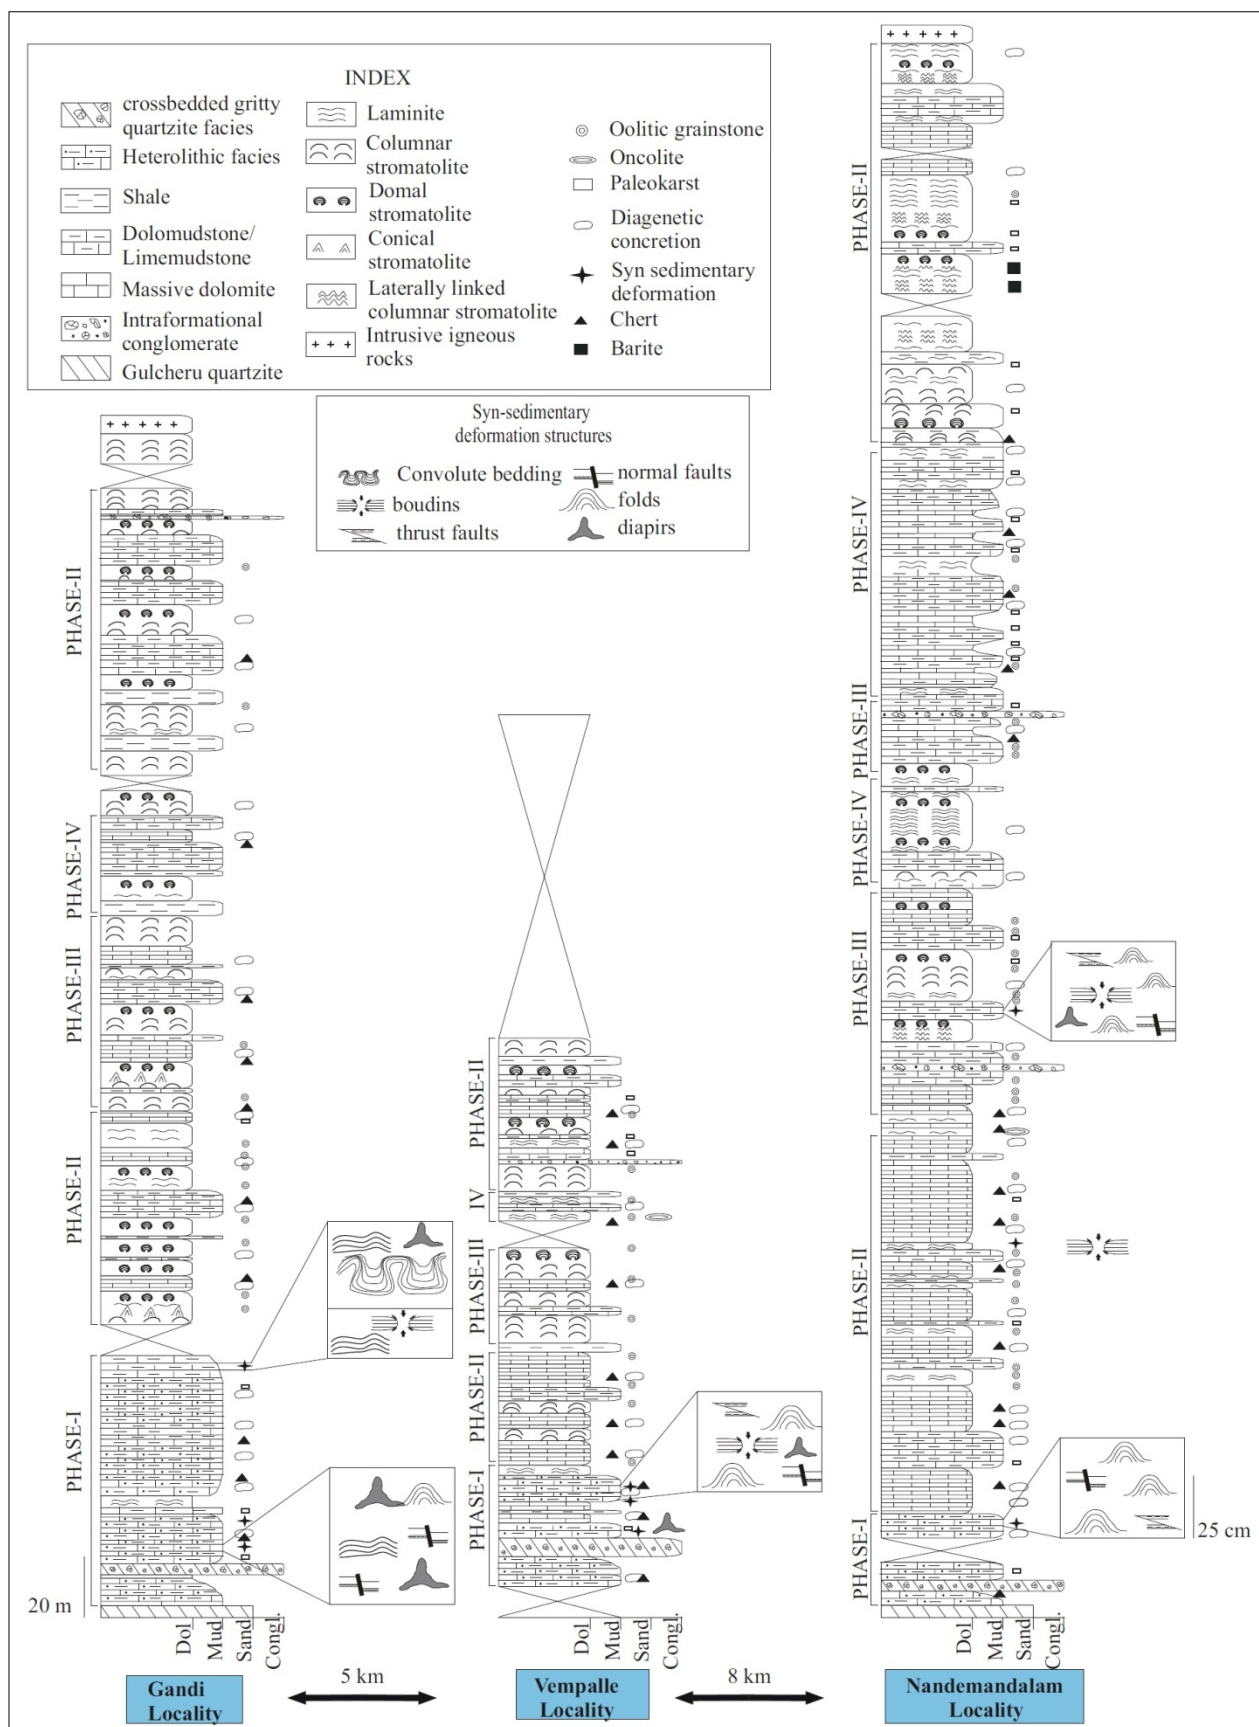 INDEX
crossbedded gritty
quartzite facies
Heterolithic facies
Shale
Dolomudstone/
Limemudstone
Massive dolomite
Intraformational
conglomerate
Gulcheru quartzite
Laminite
Columnar
stromatolite
Domal
stromatolite
Conical
stromatolite
Laterally linked
columnar stromatolite
Intrusive igneous
rocks
Oolitic grainstone
Oncolite
Paleokarst
Diagenetic
concretion
Syn sedimentary
deformation
Chert
Barite
Syn-sedimentary
deformation structures
Convolute bedding
boudins
thrust faults
normal faults
folds
diapirs
PHASE-II
PHASE-IV
PHASE-III
PHASE-II
PHASE-I
20 m
Dol.
Mud
Sand
Congl.
Gandi
Locality
5 km
PHASE-II
IV
PHASE-III
PHASE-II
PHASE-I
Dol.
Mud
Sand
Congl.
Vempalle
Locality
8 km
PHASE-II
PHASE-IV
PHASE-III
PHASE-IV
PHASE-III
PHASE-II
PHASE-I
25 cm
Dol.
Mud
Sand
Congl.
Nandemandalam
Locality